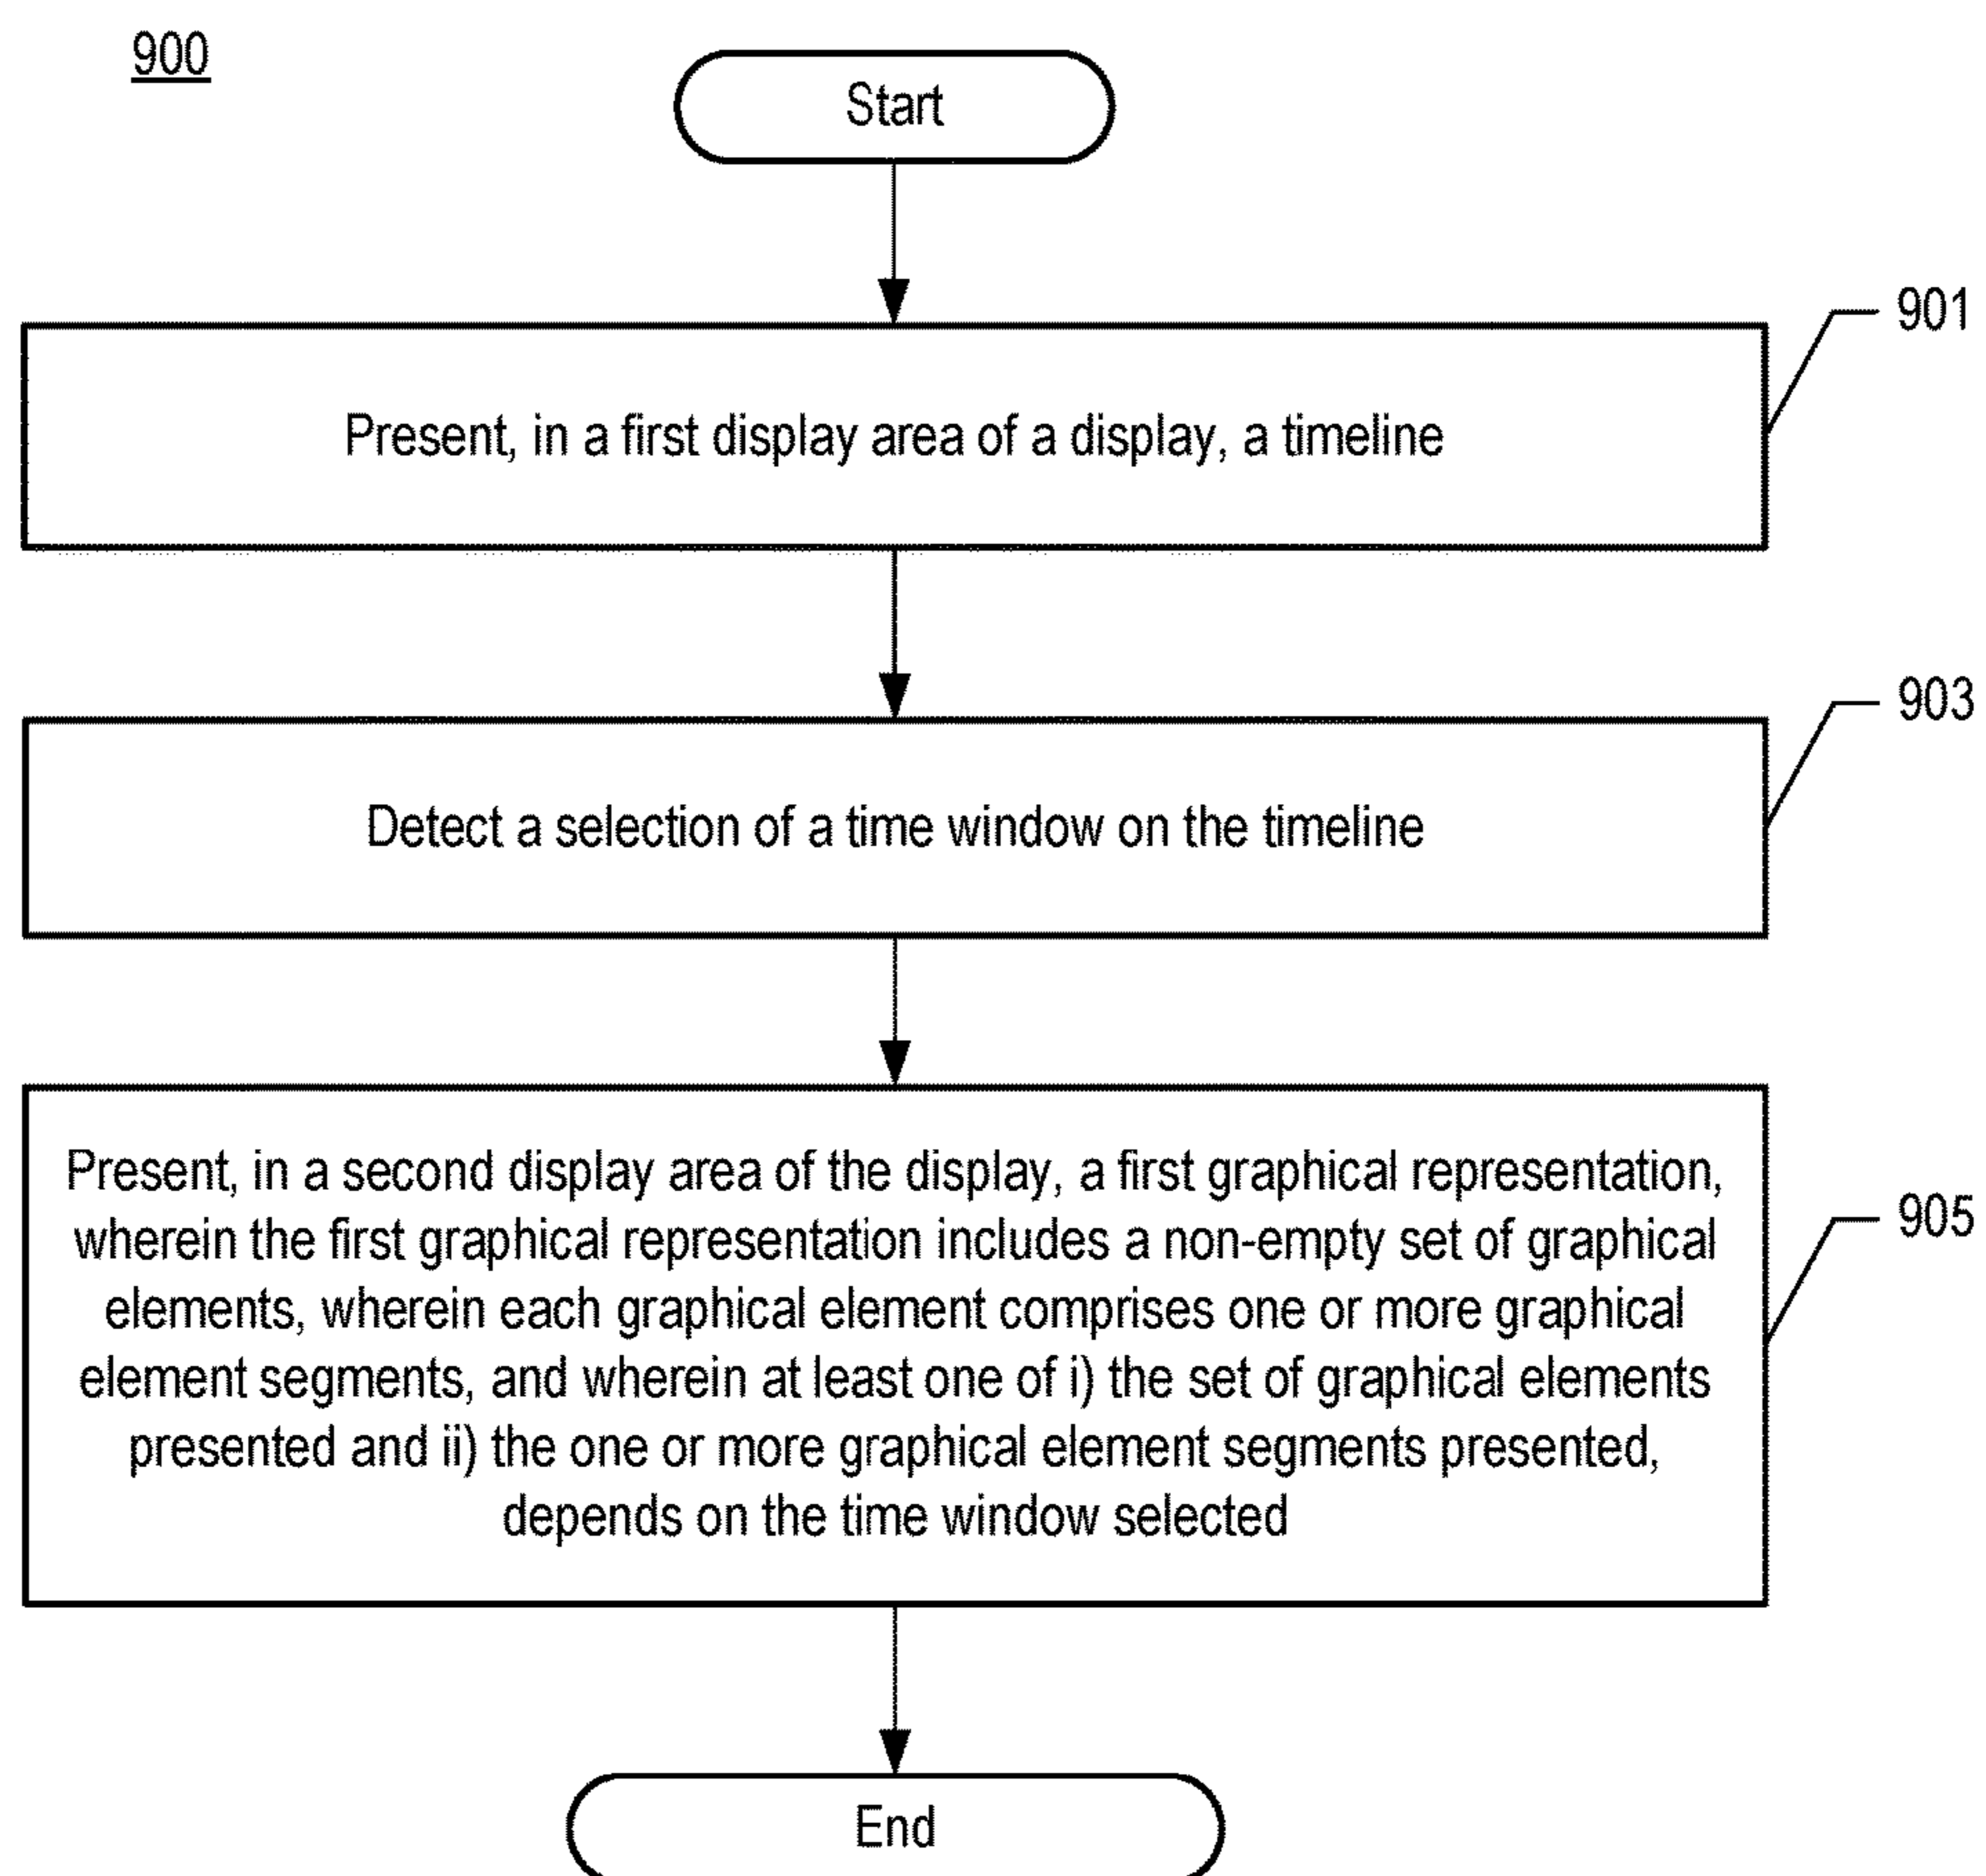 900
Start
901
Present, in a first display area of a display, a timeline
903
Detect a selection of a time window on the timeline
Present, in a second display area of the display, a first graphical representation,
wherein the first graphical representation includes a non-empty set of graphical
905
elements, wherein each graphical element comprises one or more graphical
element segments, and wherein at least one of i) the set of graphical elements
presented and ii) the one or more graphical element segments presented,
depends on the time window selected
End